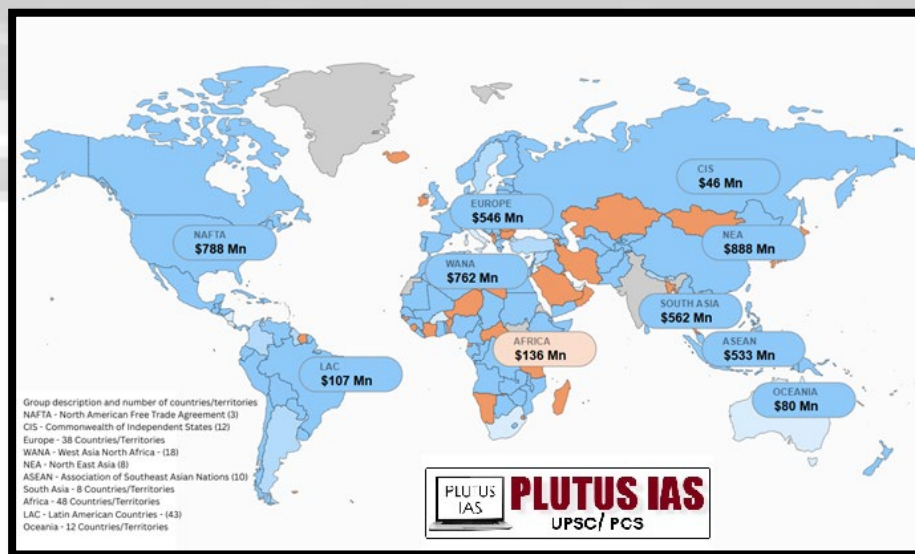 CIS
$46 Mn
EUROPE
$546 Mn
NAFTA
$788 Mn
NEA
$888 Mn
WANA
$762 Mn
SOUTH ASIA
$562 Mn
AFRICA
$136 Mn
ASEAN
$533 Mn
LAC
$107 Mn
OCEANIA
$80 Mn
Group description and number of countries/territories
NAFTA - North American Free Trade Agreement (3)
CIS - Commonwealth of Independent States (12)
Europe - 38 Countries/Territories
WANA - West Asia North Africa - (18)
NEA - North East Asia (8)
ASEAN - Association of Southeast Asian Nations (10)
South Asia - 8 Countries/Territories
Africa - 48 Countries/Territories
LAC - Latin American Countries - (43)
Oceania - 12 Countries/Territories
PLUTUS
IAS
PLUTUS IAS
UPSC/ PCS